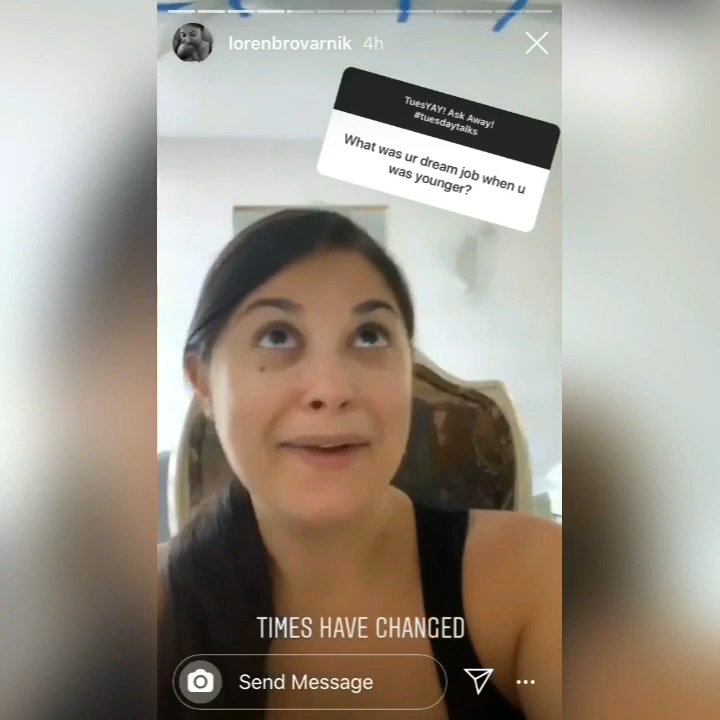 lorenbrovarnik 4h
TuesYAY! Ask Away!
#tuesdaytalks
What was ur dream job when u
was younger?
TIMES HAVE CHANGED
Send Message